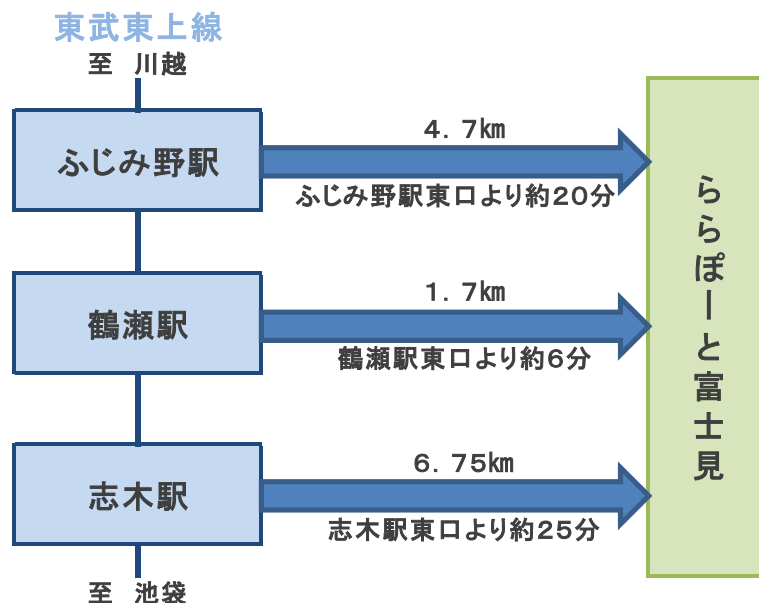 東武東上線
至　川越
ふじみ野駅
４．７㎞
ふじみ野駅東口より約２０分
鶴瀬駅
１．７㎞
鶴瀬駅東口より約６分
志木駅
６．７５㎞
志木駅東口より約２５分
至　池袋
ららぽーと富士見